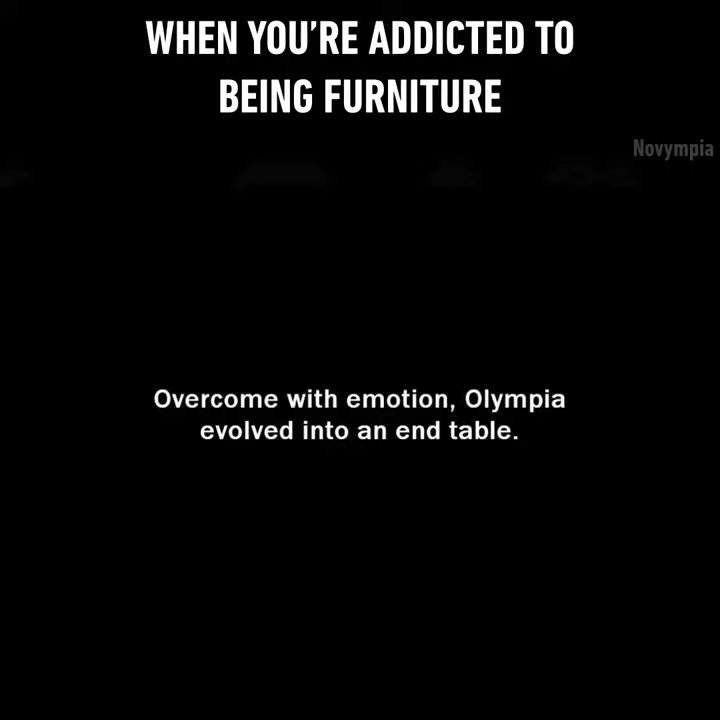 WHEN YOU’RE ADDICTED TO
BEING FURNITURE
Novympia
Overcome with emotion, Olympia
evolved into an end table.